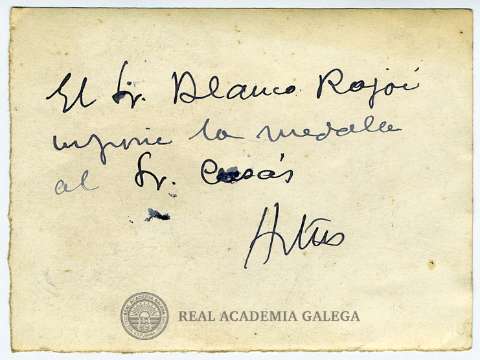 El Sr. Blanco Rajoi
impone la medalla
al Sr. Casás
REAL ACADEMIA GALEGA